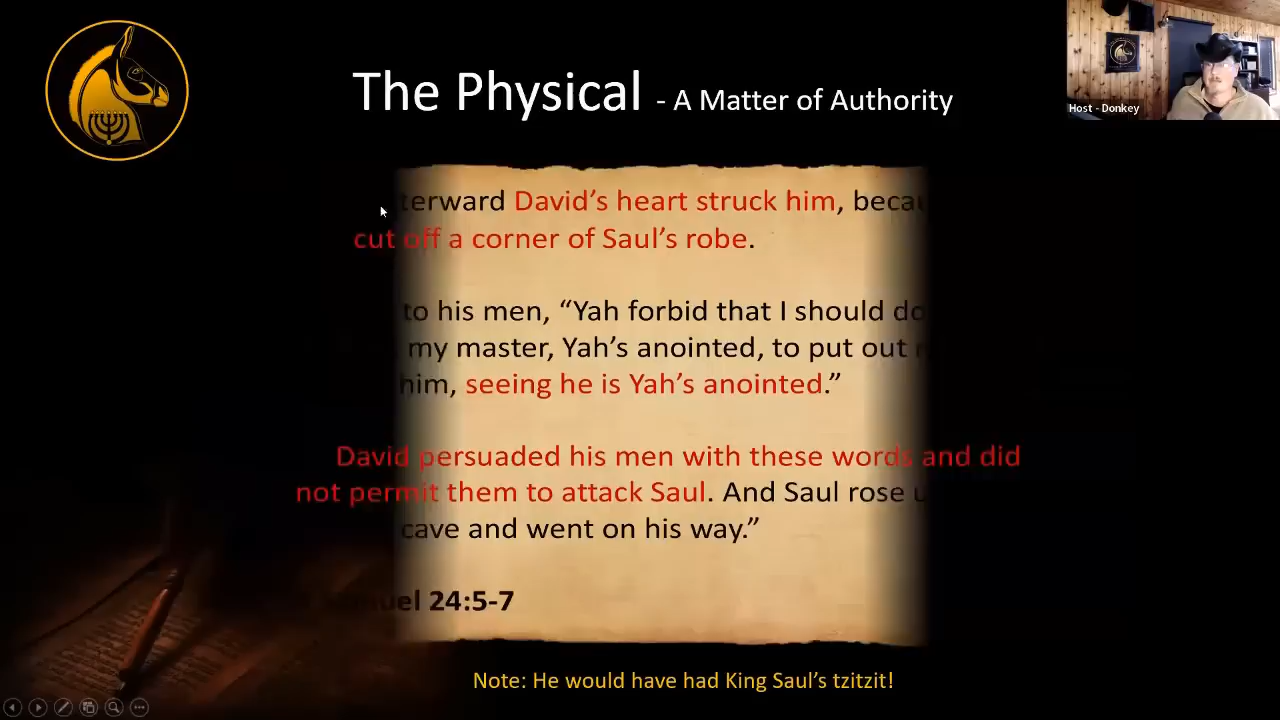 The Physical - A Matter of Authority
Host - Donkey
terward David’s heart struck him, becau
cut off a corner of Saul’s robe.
to his men, “Yah forbid that I should do
my master, Yah’s anointed, to put out
him, seeing he is Yah’s anointed.”
David persuaded his men with these words and did
not permit them to attack Saul. And Saul rose u
cave and went on his way.”
uel 24:5-7
Note: He would have had King Saul’s tzitzit!